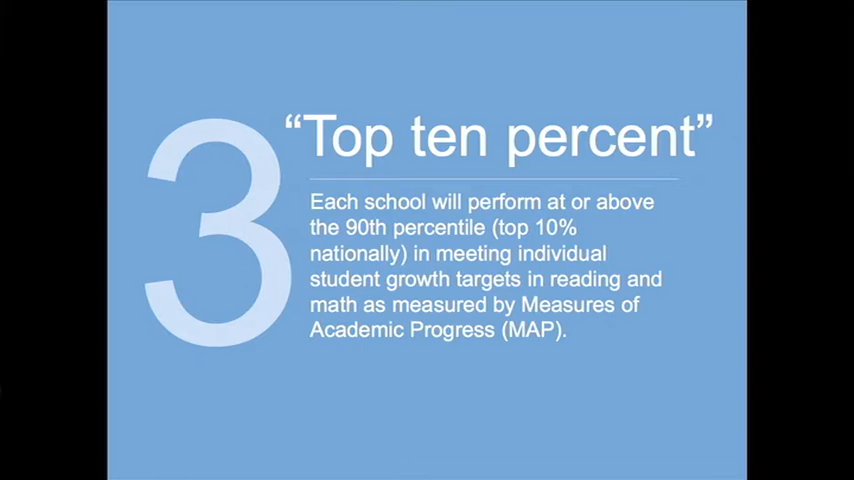 3
“Top ten percent”
Each school will perform at or above
the 90th percentile (top 10%
nationally) in meeting individual
student growth targets in reading and
math as measured by Measures of
Academic Progress (MAP).